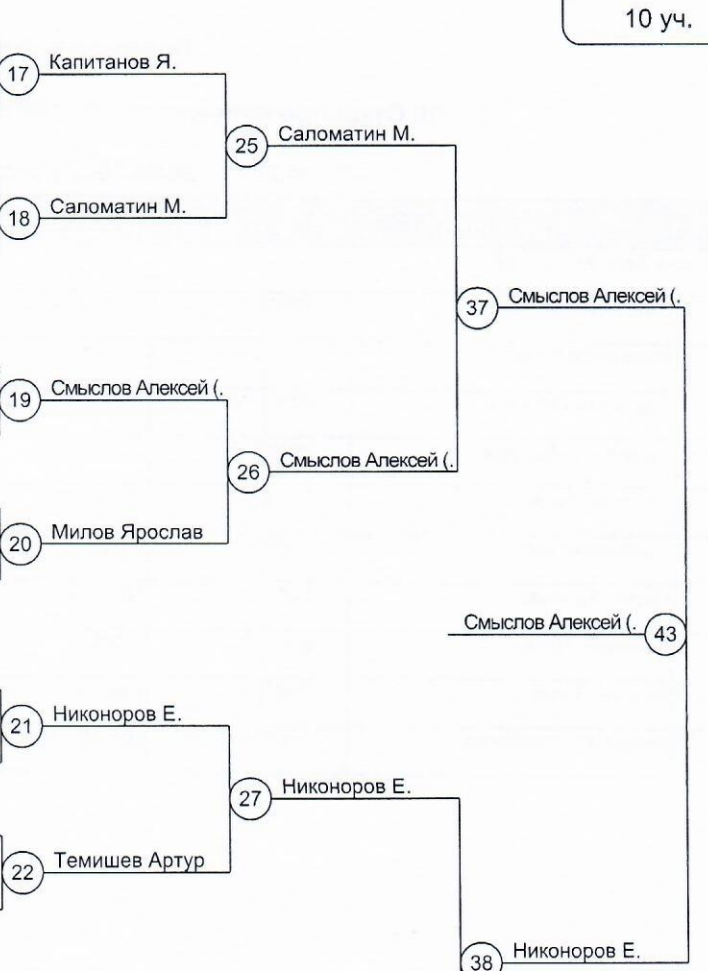 10 уч.
17 Капитанов Я.
25 Саломатин М.
18 Саломатин М.
37 Смыслов Алексей (.
19 Смыслов Алексей (.
26 Смыслов Алексей (.
20 Милов Ярослав
Смыслов Алексей (. 43
21 Никоноров Е.
27 Никоноров Е.
22 Темишев Артур
38 Никоноров Е.